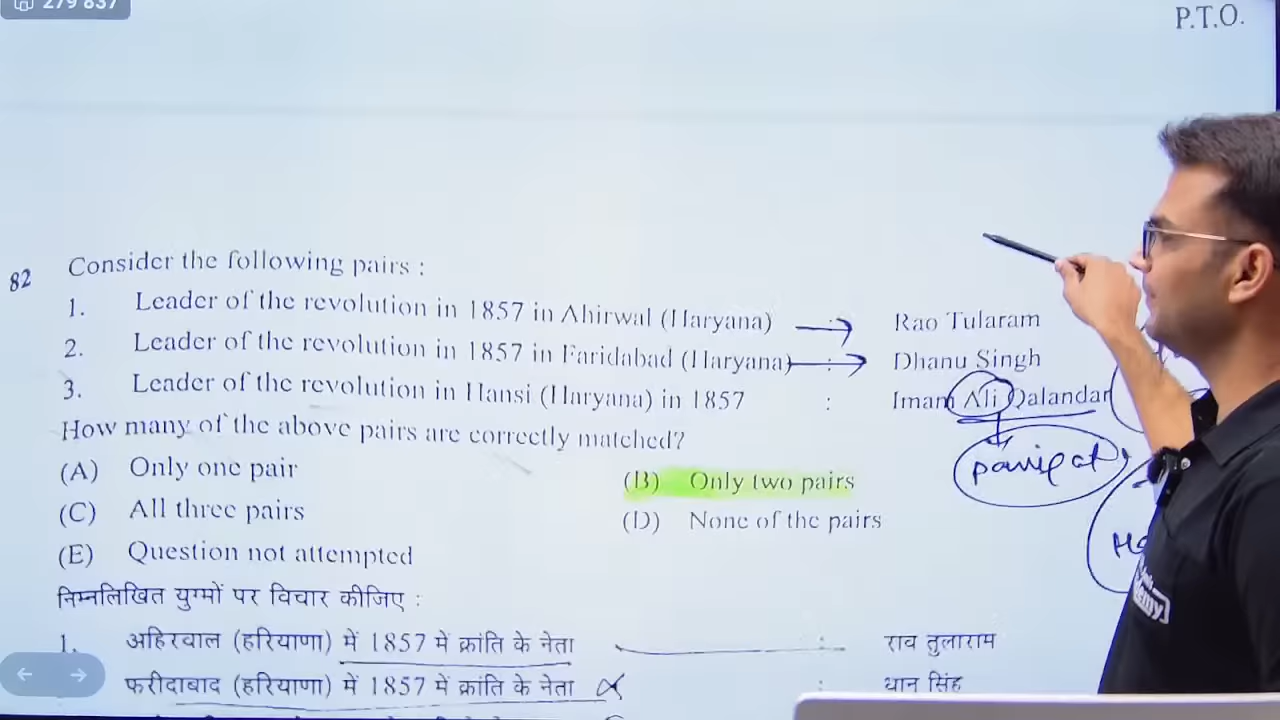 279 837
P.T.O.
82
Consider the following pairs :
1. Leader of the revolution in 1857 in Ahirwal (Haryana) : Rao Tularam
2. Leader of the revolution in 1857 in Faridabad (Haryana) : Dhanu Singh
3. Leader of the revolution in Hansi (Haryana) in 1857 : Imam Ali Qalandar
panipat
How many of the above pairs are correctly matched?
(A) Only one pair
(B) Only two pairs
(C) All three pairs
(D) None of the pairs
(E) Question not attempted
निम्नलिखित युग्मों पर विचार कीजिए :
1. अहिरवाल (हरियाणा) में 1857 में क्रांति के नेता : राव तुलाराम
फरीदाबाद (हरियाणा) में 1857 में क्रांति के नेता : धान सिंह